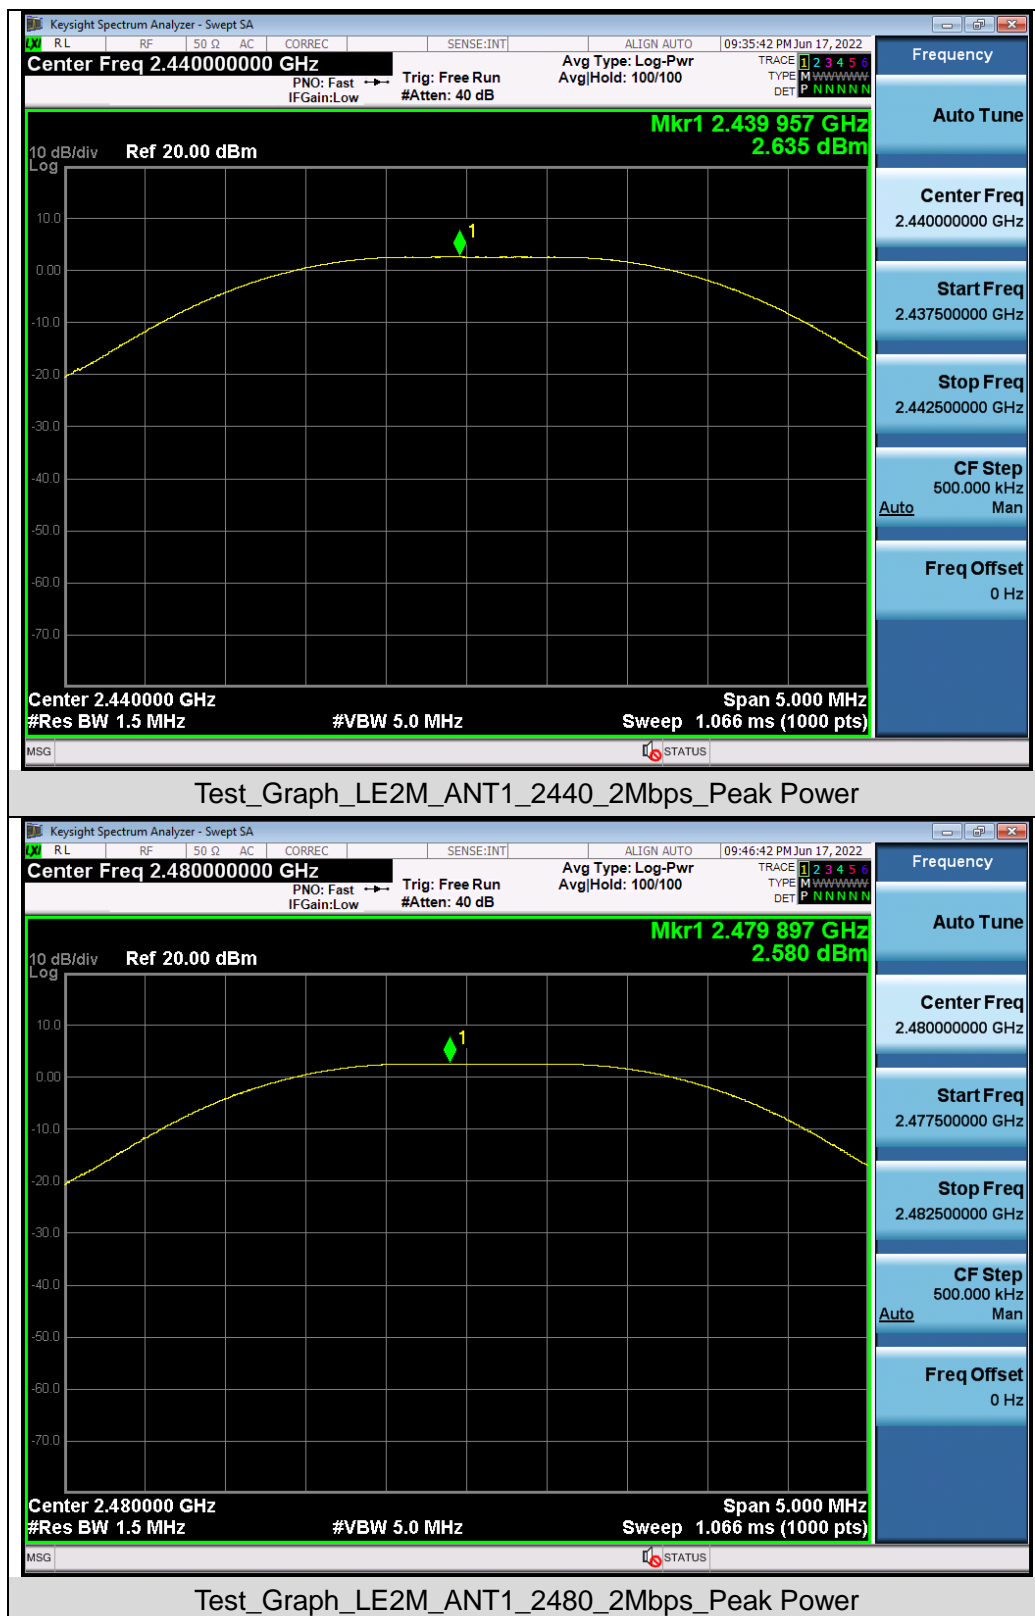 Keysight Spectrum Analyzer - Swept SA
LXI RL RF 50 Ω AC CORREC SENSE:INT ALIGN AUTO 09:35:42 PM Jun 17, 2022
Center Freq 2.440000000 GHz
PNO: Fast
IFGain:Low
Trig: Free Run
#Atten: 40 dB
Avg Type: Log-Pwr
Avg|Hold: 100/100
TRACE 1 2 3 4 5 6
TYPE M WWWWW
DET P N N N N N
Frequency
Mkr1 2.439 957 GHz
2.635 dBm
10 dB/div Ref 20.00 dBm
Log
10.0
0.00
-10.0
-20.0
-30.0
-40.0
-50.0
-60.0
-70.0
1
Center 2.440000 GHz Span 5.000 MHz
#Res BW 1.5 MHz #VBW 5.0 MHz Sweep 1.066 ms (1000 pts)
Auto Tune
Center Freq
2.440000000 GHz
Start Freq
2.437500000 GHz
Stop Freq
2.442500000 GHz
CF Step
500.000 kHz
Auto Man
Freq Offset
0 Hz
MSG STATUS
Test_Graph_LE2M_ANT1_2440_2Mbps_Peak Power
Keysight Spectrum Analyzer - Swept SA
LXI RL RF 50 Ω AC CORREC SENSE:INT ALIGN AUTO 09:46:42 PM Jun 17, 2022
Center Freq 2.480000000 GHz
PNO: Fast
IFGain:Low
Trig: Free Run
#Atten: 40 dB
Avg Type: Log-Pwr
Avg|Hold: 100/100
TRACE 1 2 3 4 5 6
TYPE M WWWWW
DET P N N N N N
Frequency
Mkr1 2.479 897 GHz
2.580 dBm
10 dB/div Ref 20.00 dBm
Log
10.0
0.00
-10.0
-20.0
-30.0
-40.0
-50.0
-60.0
-70.0
1
Center 2.480000 GHz Span 5.000 MHz
#Res BW 1.5 MHz #VBW 5.0 MHz Sweep 1.066 ms (1000 pts)
Auto Tune
Center Freq
2.480000000 GHz
Start Freq
2.477500000 GHz
Stop Freq
2.482500000 GHz
CF Step
500.000 kHz
Auto Man
Freq Offset
0 Hz
MSG STATUS
Test_Graph_LE2M_ANT1_2480_2Mbps_Peak Power